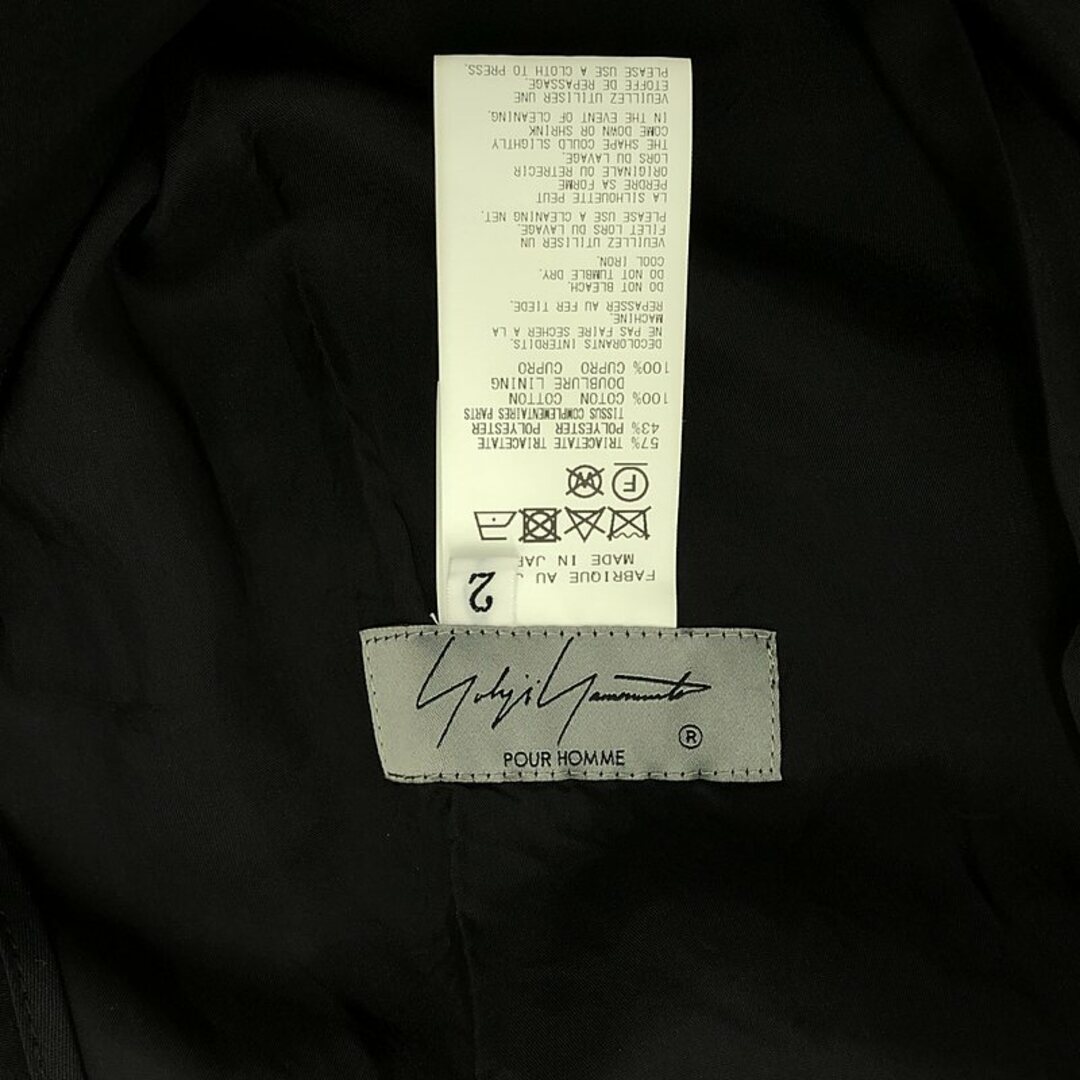 FABRIQUE AU J
MADE IN JAP
F
W
57% TRIACETATE TRIACETATE
43% POLYESTER POLYESTER
TISSUS COMPLEMENTAIRES PARTS
100% COTON COTTON
DOUBLURE LINING
100% CUPRO CUPRO
DECOLORANTS INTERDITS.
NE PAS FAIRE SECHER A LA
MACHINE.
REPASSER AU FER TIEDE.
DO NOT BLEACH.
DO NOT TUMBLE DRY.
COOL IRON.
VEUILLEZ UTILISER UN
FILET LORS DU LAVAGE.
PLEASE USE A CLEANING NET.
LA SILHOUETTE PEUT
PERDRE SA FORME
ORIGINALE OU RETRECIR
LORS DU LAVAGE.
THE SHAPE COULD SLIGHTLY
COME DOWN OR SHRINK
IN THE EVENT OF CLEANING.
VEUILLEZ UTILISER UNE
ETOFFE DE REPASSAGE.
PLEASE USE A CLOTH TO PRESS.
2
Yohji Yamamoto
®
POUR HOMME